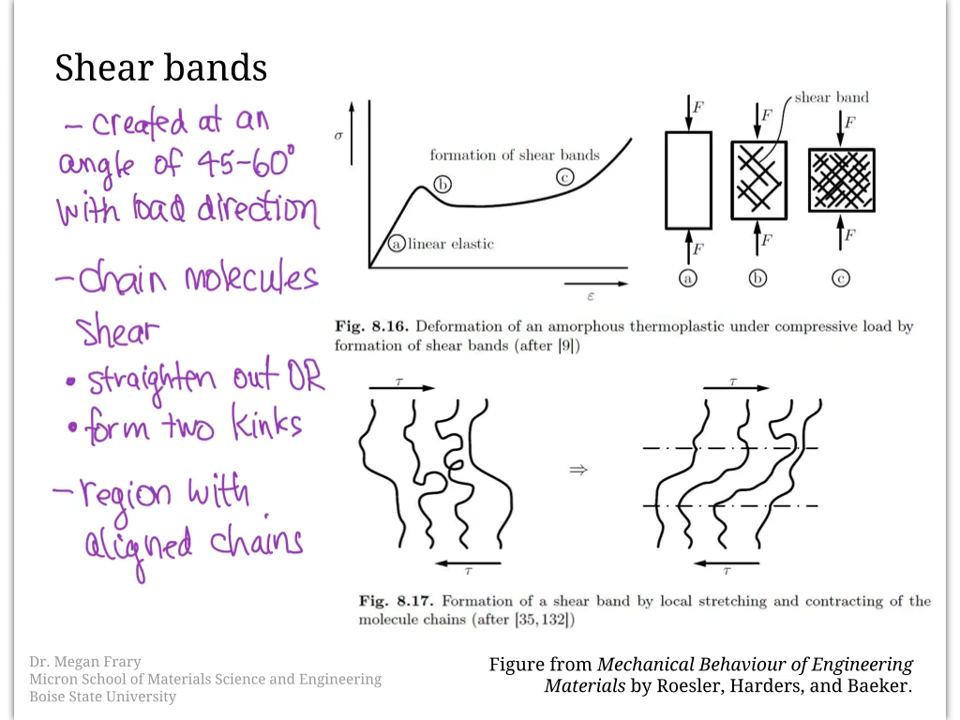 Shear bands
- created at an
angle of 45-60°
with load direction
- chain molecules
shear
• straighten out OR
• form two kinks
- region with
aligned chains
σ
formation of shear bands
ⓑ
ⓒ
ⓐ linear elastic
ε
shear band
F
F
F
F
F
F
ⓐ
ⓑ
ⓒ
Fig. 8.16. Deformation of an amorphous thermoplastic under compressive load by
formation of shear bands (after [9])
τ
τ
⇒
τ
τ
Fig. 8.17. Formation of a shear band by local stretching and contracting of the
molecule chains (after [35, 132])
Dr. Megan Frary
Micron School of Materials Science and Engineering
Boise State University
Figure from Mechanical Behaviour of Engineering
Materials by Roesler, Harders, and Baeker.